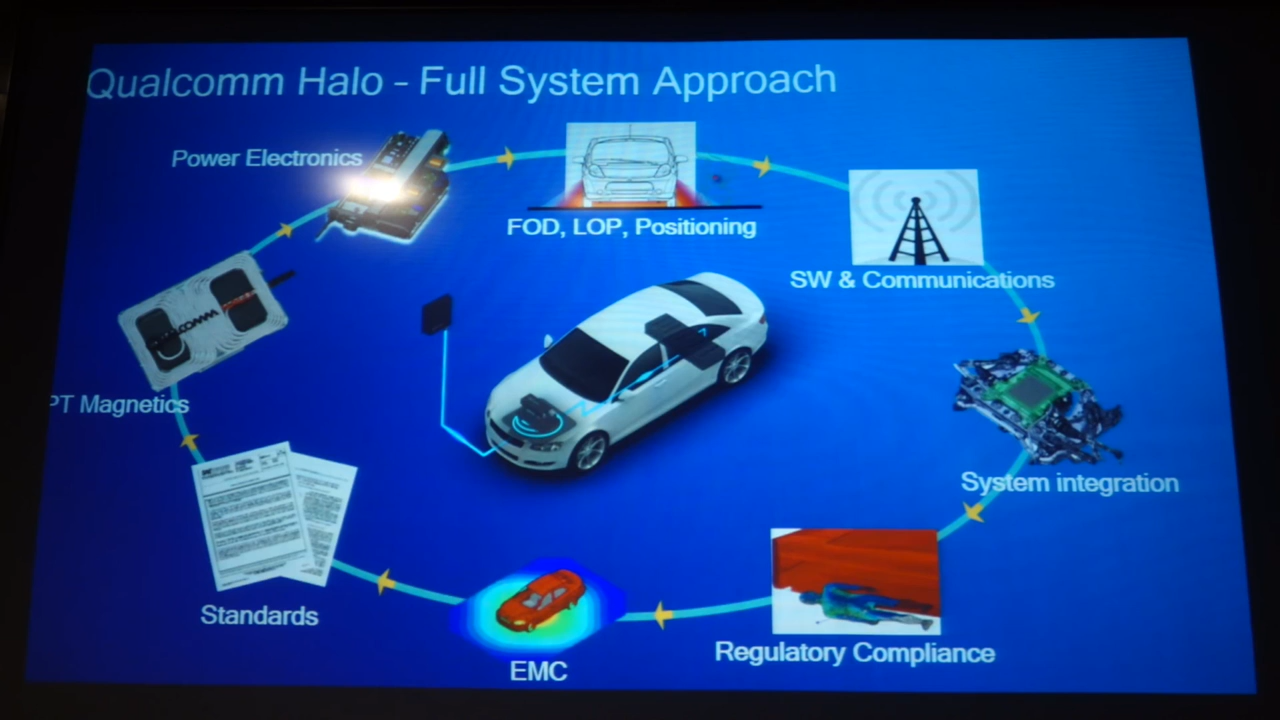 Qualcomm Halo – Full System Approach
Power Electronics
FOD, LOP, Positioning
SW & Communications
QUALCOMM
PT Magnetics
System integration
Standards
Regulatory Compliance
EMC